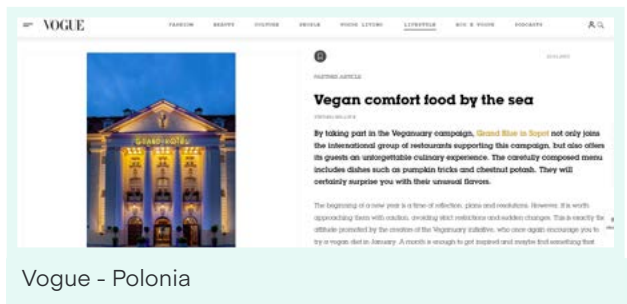 VOGUE
FASHION BEAUTY CULTURE PEOPLE VOGUE LIVING LIFESTYLE BUY A VOGUE PODCASTS
PARTNER ARTICLE
Vegan comfort food by the sea
By taking part in the Veganuary campaign, Grand Blue in Sopot not only joins
the international group of restaurants supporting this campaign, but also offers
its guests an unforgettable culinary experience. The carefully composed menu
includes dishes such as pumpkin tricks and chestnut potash. They will
certainly surprise you with their unusual flavors.
The beginning of a new year is a time of reflection, plans and resolutions. However, it is worth
approaching them with caution, avoiding strict restrictions and sudden changes. This is exactly the
attitude promoted by the creators of the Veganuary initiative, who once again encourage you to
try a vegan diet in January. A month is enough to get inspired and maybe find something that
GRAND HOTEL
Vogue - Polonia